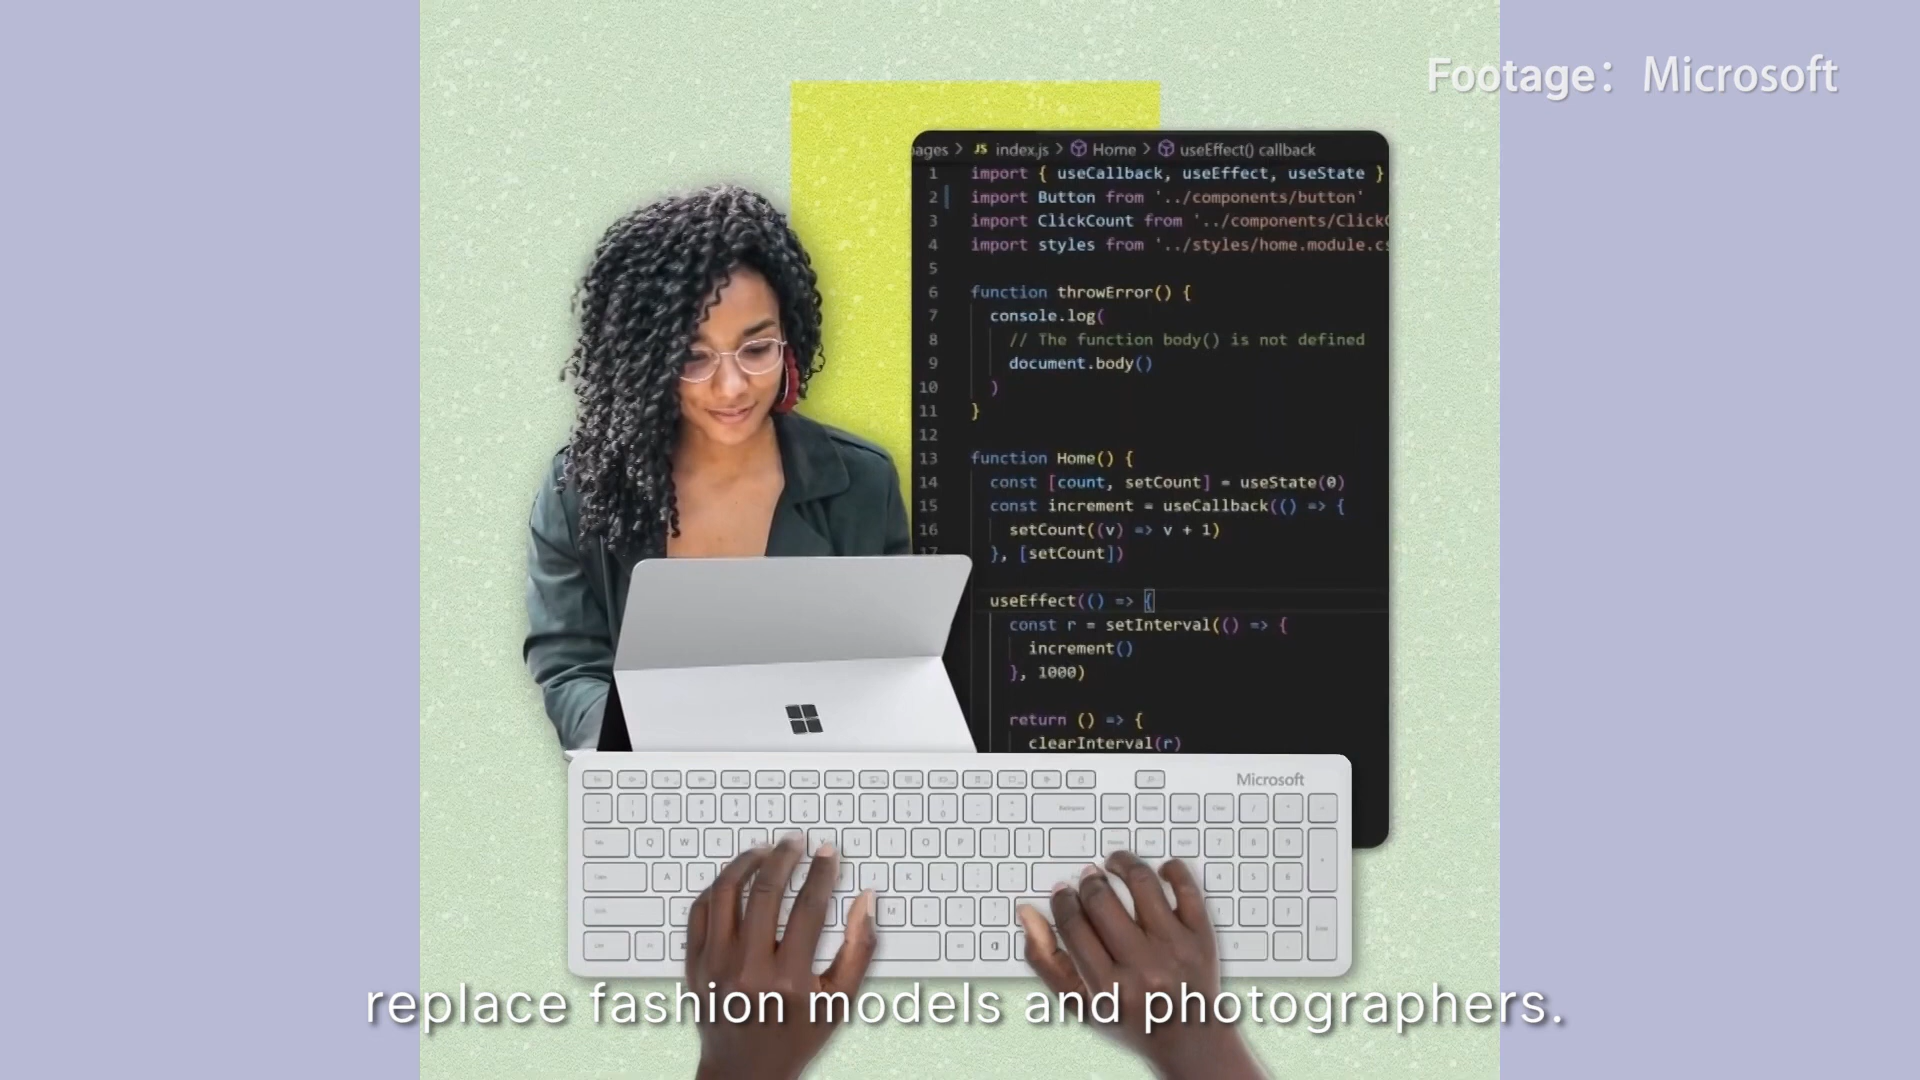 Footage： Microsoft
ages > JS index.js > Home > useEffect() callback
1 import { useCallback, useEffect, useState }
2 import Button from '../components/button'
3 import ClickCount from '../components/ClickC
4 import styles from '../styles/home.module.cs
5
6 function throwError() {
7 console.log(
8 // The function body() is not defined
9 document.body()
10 )
11 }
12
13 function Home() {
14 const [count, setCount] = useState(0)
15 const increment = useCallback(() => {
16 setCount((v) => v + 1)
17 }, [setCount])
useEffect(() => {
const r = setInterval(() => {
increment()
}, 1000)
return () => {
clearInterval(r)
Microsoft
Q W E R Y U I O P
A S J K L
M
replace fashion models and photographers.